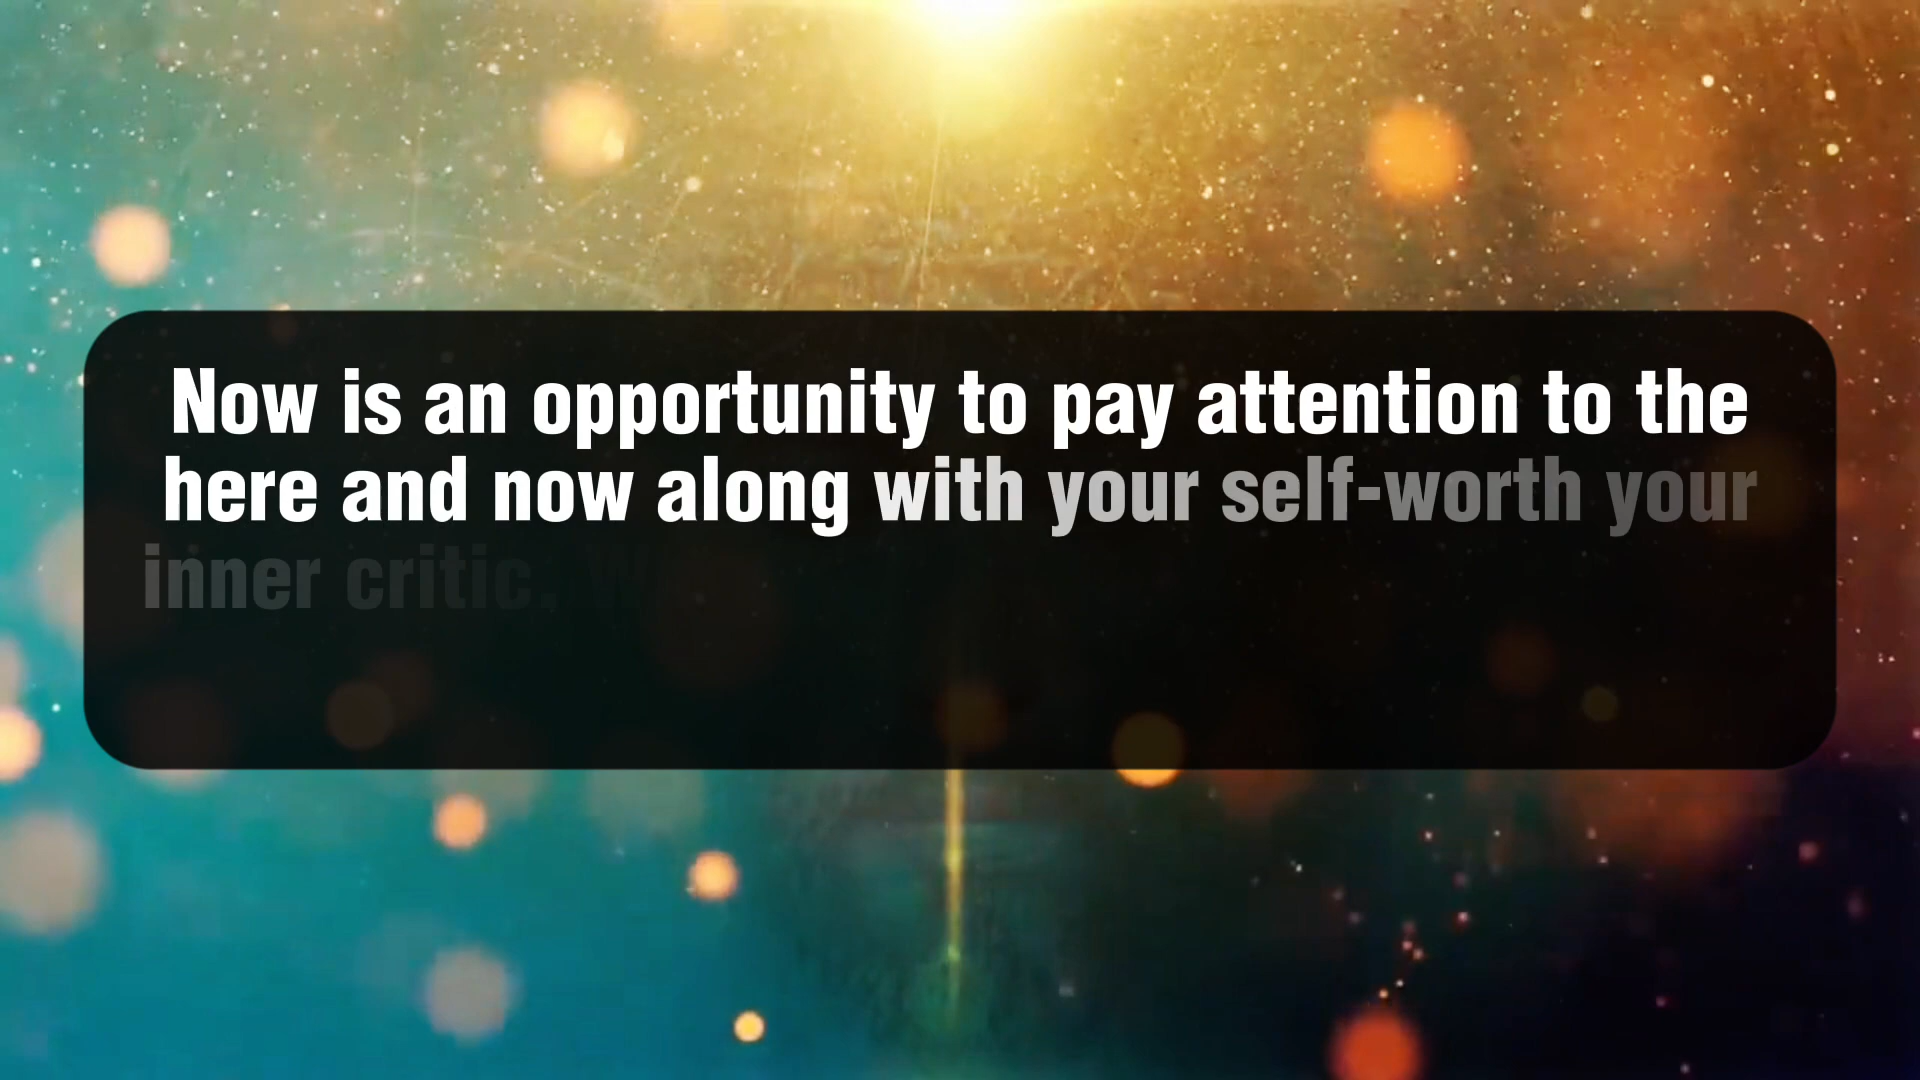 Now is an opportunity to pay attention to the
here and now along with your self-worth your
inner critic.